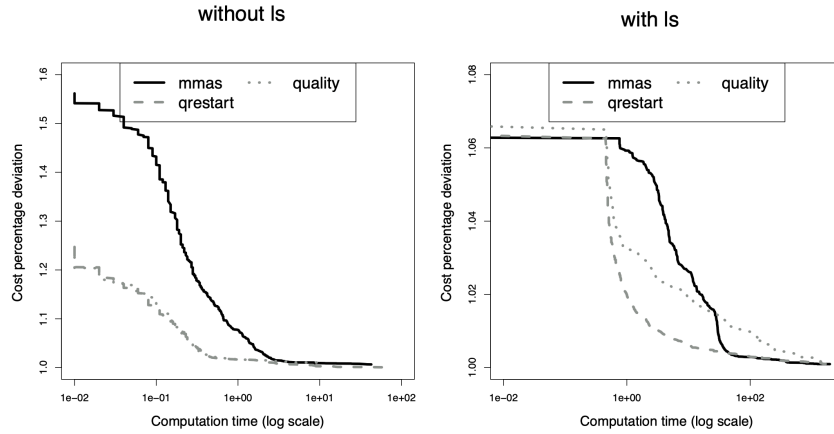 without ls
mmas
quality
qrestart
Cost percentage deviation
1.0
1.1
1.2
1.3
1.4
1.5
1.6
1e-02
1e-01
1e+00
1e+01
1e+02
Computation time (log scale)
with ls
mmas
quality
qrestart
Cost percentage deviation
1.00
1.02
1.04
1.06
1.08
1e-02
1e+00
1e+02
Computation time (log scale)